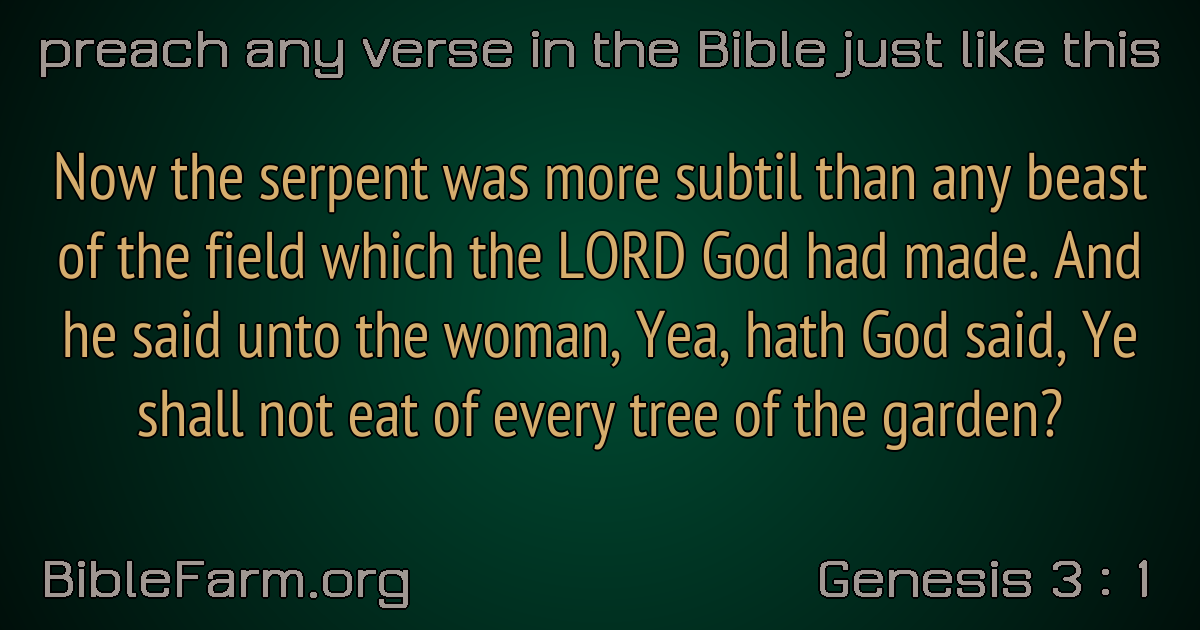 preach any verse in the Bible just like this
Now the serpent was more subtil than any beast
of the field which the LORD God had made. And
he said unto the woman, Yea, hath God said, Ye
shall not eat of every tree of the garden?
BibleFarm.org
Genesis 3 : 1